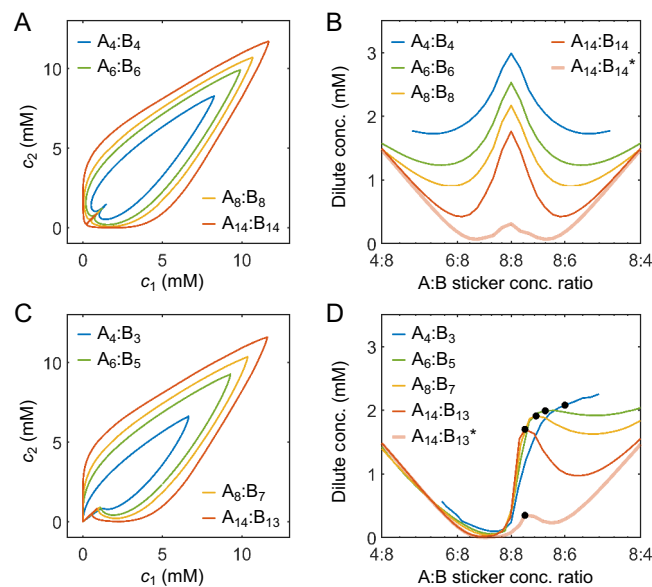 A
A₄:B₄
A₆:B₆
A₈:B₈
A₁₄:B₁₄
c₂ (mM)
10
5
0
0 5 10
c₁ (mM)
B
A₄:B₄
A₆:B₆
A₈:B₈
A₁₄:B₁₄
A₁₄:B₁₄*
Dilute conc. (mM)
3
2
1
0
4:8 6:8 8:8 8:6 8:4
A:B sticker conc. ratio
C
A₄:B₃
A₆:B₅
A₈:B₇
A₁₄:B₁₃
c₂ (mM)
15
10
5
0
0 5 10
c₁ (mM)
D
A₄:B₃
A₆:B₅
A₈:B₇
A₁₄:B₁₃
A₁₄:B₁₃*
Dilute conc. (mM)
3
2
1
0
4:8 6:8 8:8 8:6 8:4
A:B sticker conc. ratio